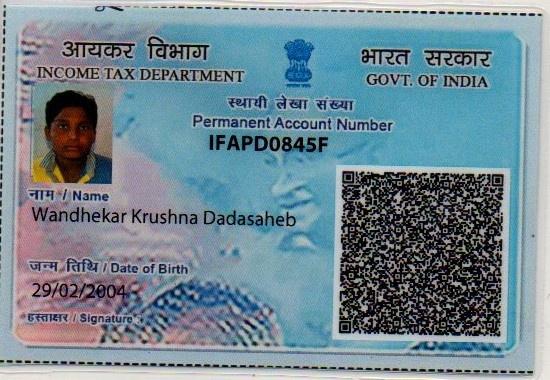 आयकर विभाग
भारत सरकार
INCOME TAX DEPARTMENT
GOVT. OF INDIA
स्थायी लेखा संख्या
Permanent Account Number
IFAPD0845F
नाम / Name
Wandhekar Krushna Dadasaheb
जन्म तिथि / Date of Birth
29/02/2004
हस्ताक्षर / Signature :